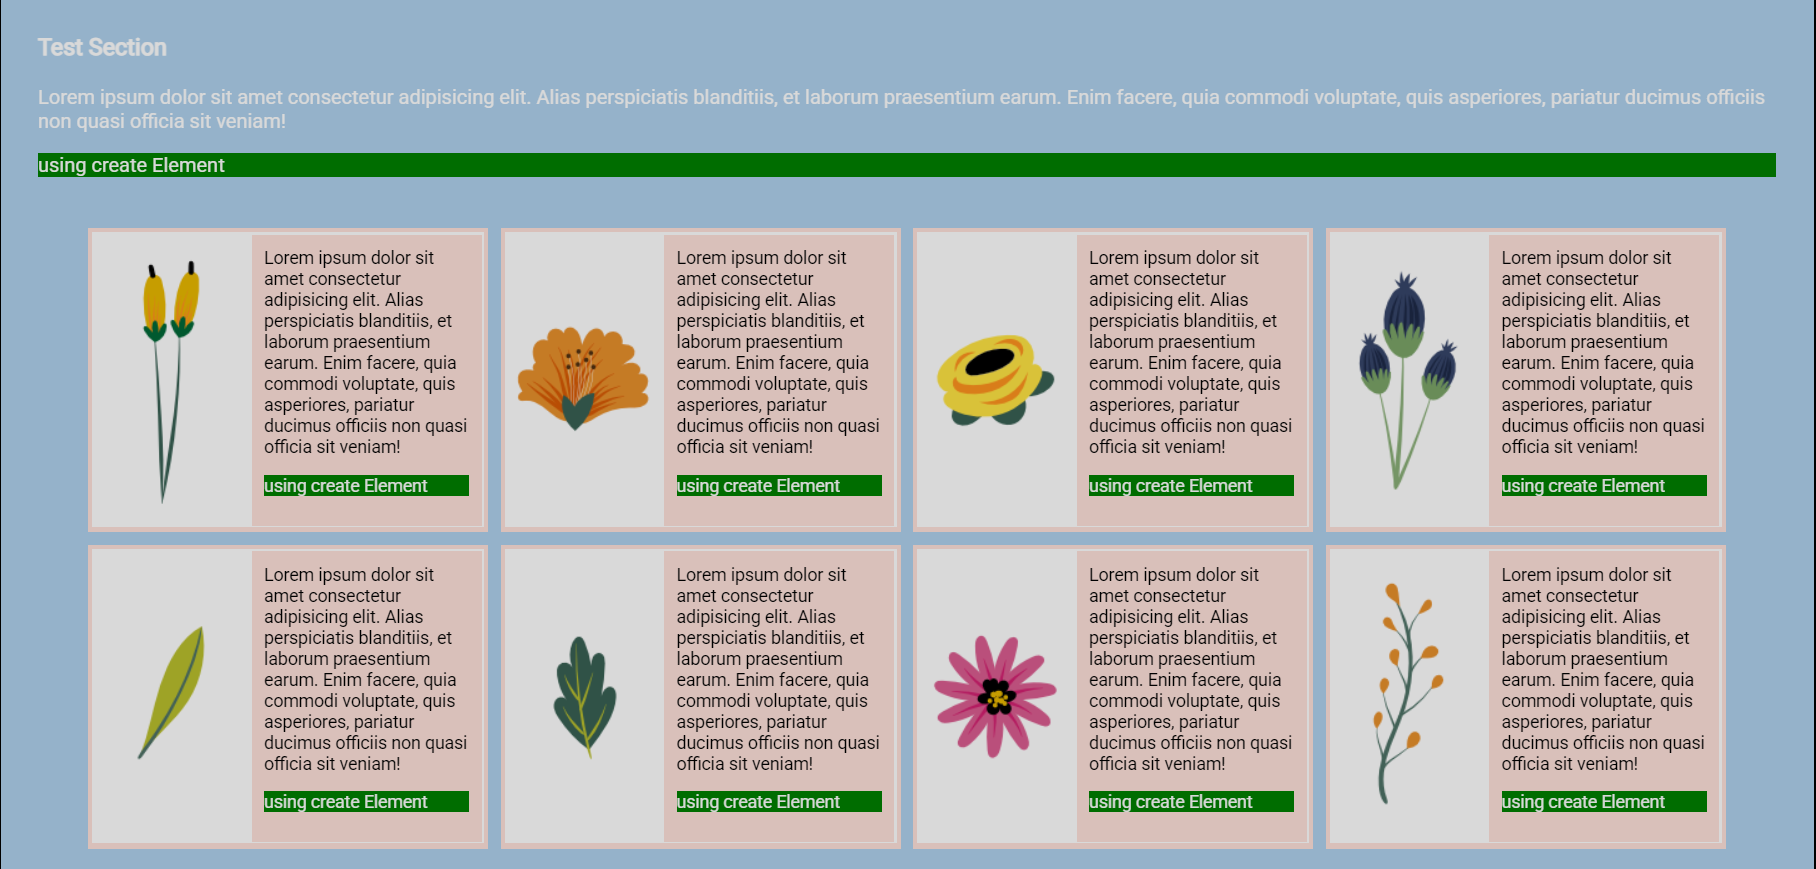 Test Section
Lorem ipsum dolor sit amet consectetur adipisicing elit. Alias perspiciatis blanditiis, et laborum praesentium earum. Enim facere, quia commodi voluptate, quis asperiores, pariatur ducimus officiis
non quasi officia sit veniam!
using create Element
Lorem ipsum dolor sit
amet consectetur
adipisicing elit. Alias
perspiciatis blanditiis, et
laborum praesentium
earum. Enim facere, quia
commodi voluptate, quis
asperiores, pariatur
ducimus officiis non quasi
officia sit veniam!
using create Element
Lorem ipsum dolor sit
amet consectetur
adipisicing elit. Alias
perspiciatis blanditiis, et
laborum praesentium
earum. Enim facere, quia
commodi voluptate, quis
asperiores, pariatur
ducimus officiis non quasi
officia sit veniam!
using create Element
Lorem ipsum dolor sit
amet consectetur
adipisicing elit. Alias
perspiciatis blanditiis, et
laborum praesentium
earum. Enim facere, quia
commodi voluptate, quis
asperiores, pariatur
ducimus officiis non quasi
officia sit veniam!
using create Element
Lorem ipsum dolor sit
amet consectetur
adipisicing elit. Alias
perspiciatis blanditiis, et
laborum praesentium
earum. Enim facere, quia
commodi voluptate, quis
asperiores, pariatur
ducimus officiis non quasi
officia sit veniam!
using create Element
Lorem ipsum dolor sit
amet consectetur
adipisicing elit. Alias
perspiciatis blanditiis, et
laborum praesentium
earum. Enim facere, quia
commodi voluptate, quis
asperiores, pariatur
ducimus officiis non quasi
officia sit veniam!
using create Element
Lorem ipsum dolor sit
amet consectetur
adipisicing elit. Alias
perspiciatis blanditiis, et
laborum praesentium
earum. Enim facere, quia
commodi voluptate, quis
asperiores, pariatur
ducimus officiis non quasi
officia sit veniam!
using create Element
Lorem ipsum dolor sit
amet consectetur
adipisicing elit. Alias
perspiciatis blanditiis, et
laborum praesentium
earum. Enim facere, quia
commodi voluptate, quis
asperiores, pariatur
ducimus officiis non quasi
officia sit veniam!
using create Element
Lorem ipsum dolor sit
amet consectetur
adipisicing elit. Alias
perspiciatis blanditiis, et
laborum praesentium
earum. Enim facere, quia
commodi voluptate, quis
asperiores, pariatur
ducimus officiis non quasi
officia sit veniam!
using create Element